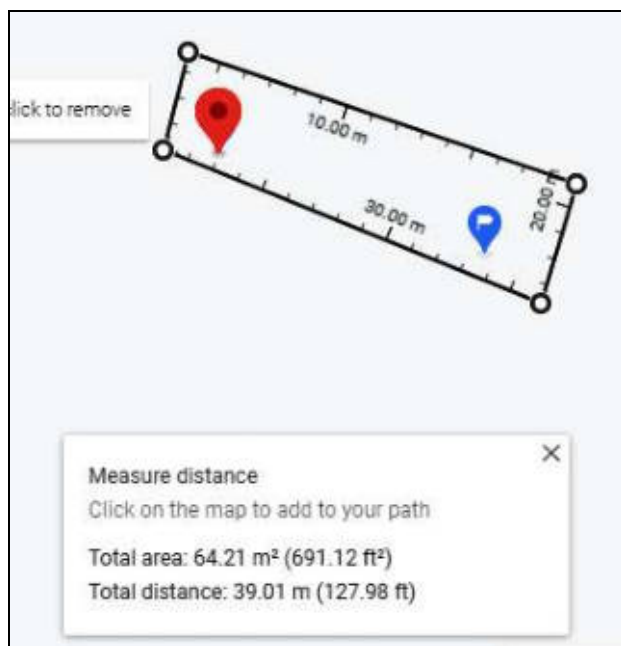 click to remove
10.00 m
20.00 m
30.00 m
Measure distance
Click on the map to add to your path
Total area: 64.21 m² (691.12 ft²)
Total distance: 39.01 m (127.98 ft)